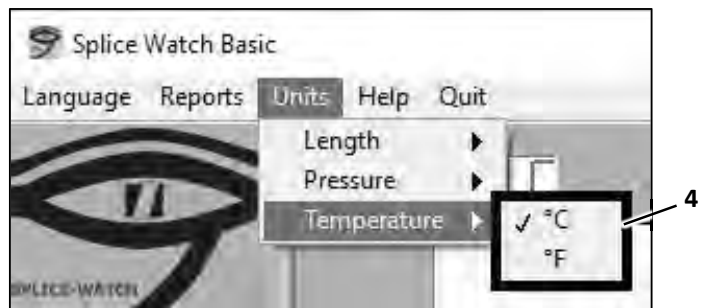 Splice Watch Basic
Language Reports Units Help Quit
Length
Pressure
Temperature
✓ °C
°F
4
SPLICE-WATCH